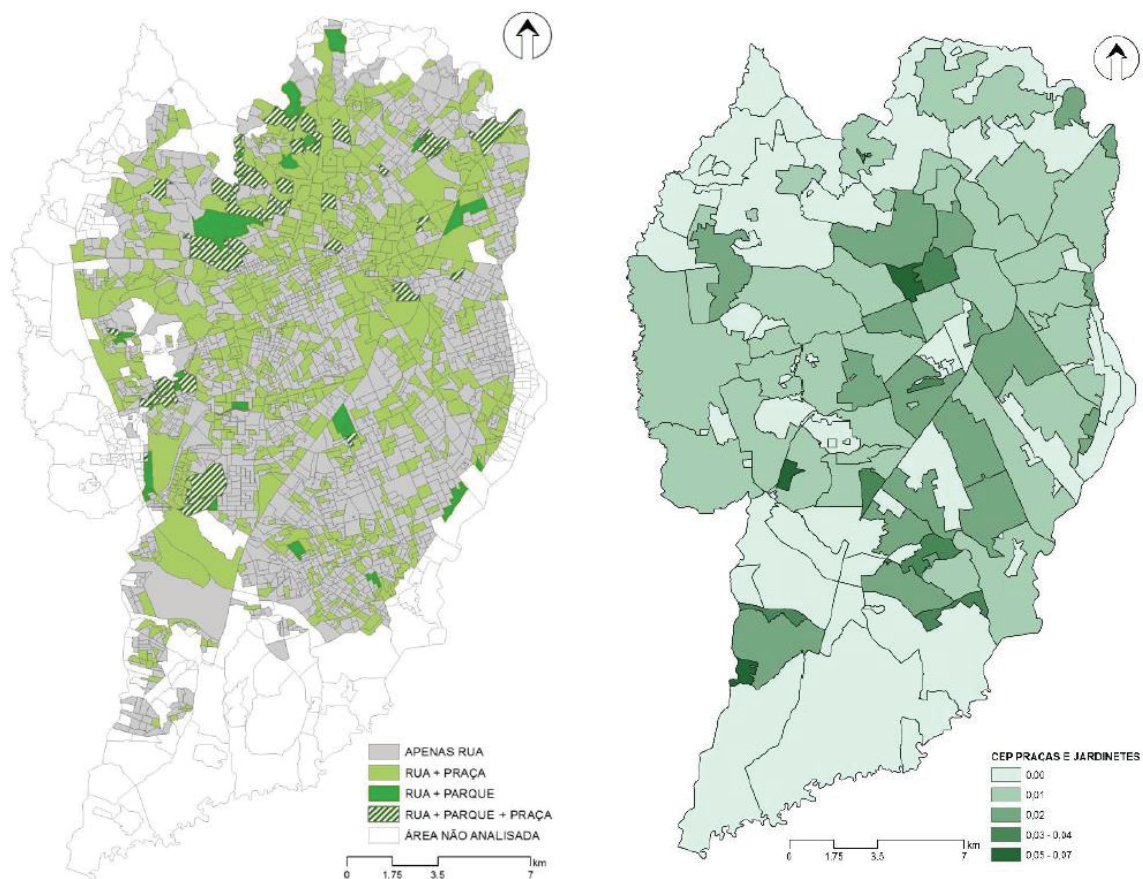 APENAS RUA
RUA + PRAÇA
RUA + PARQUE
RUA + PARQUE + PRAÇA
ÁREA NÃO ANALISADA
km
0 1.75 3.5 7
CEP PRACAS E JARDINETES
0,00
0,01
0,02
0,03 - 0,04
0,05 - 0,07
km
0 1.75 3.5 7